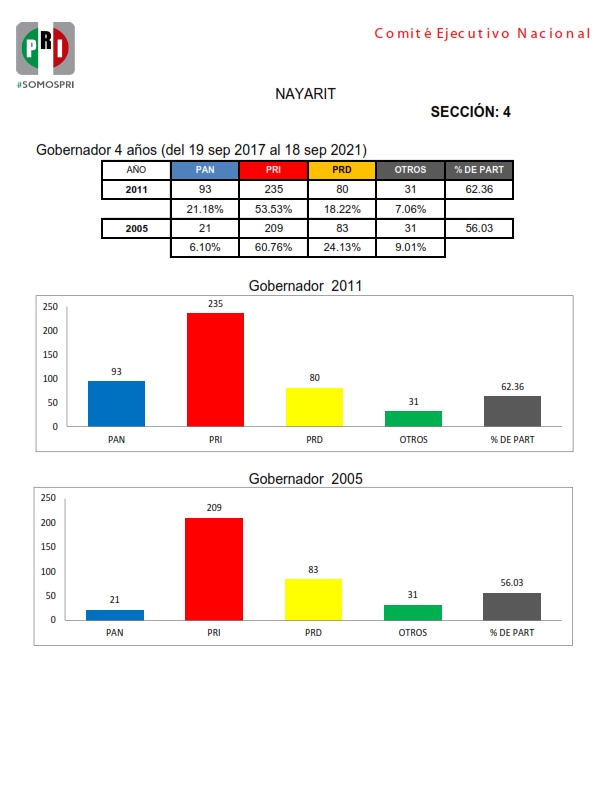 Comité Ejecutivo Nacional
PRI
#SOMOSPRI
NAYARIT
SECCIÓN: 4
Gobernador 4 años (del 19 sep 2017 al 18 sep 2021)
AÑO PAN PRI PRD OTROS % DE PART
2011 93 235 80 31 62.36
21.18% 53.53% 18.22% 7.06%
2005 21 209 83 31 56.03
6.10% 60.76% 24.13% 9.01%
Gobernador 2011
250
200
150
100
50
0
93
235
80
31
62.36
PAN PRI PRD OTROS % DE PART
Gobernador 2005
250
200
150
100
50
0
21
209
83
31
56.03
PAN PRI PRD OTROS % DE PART